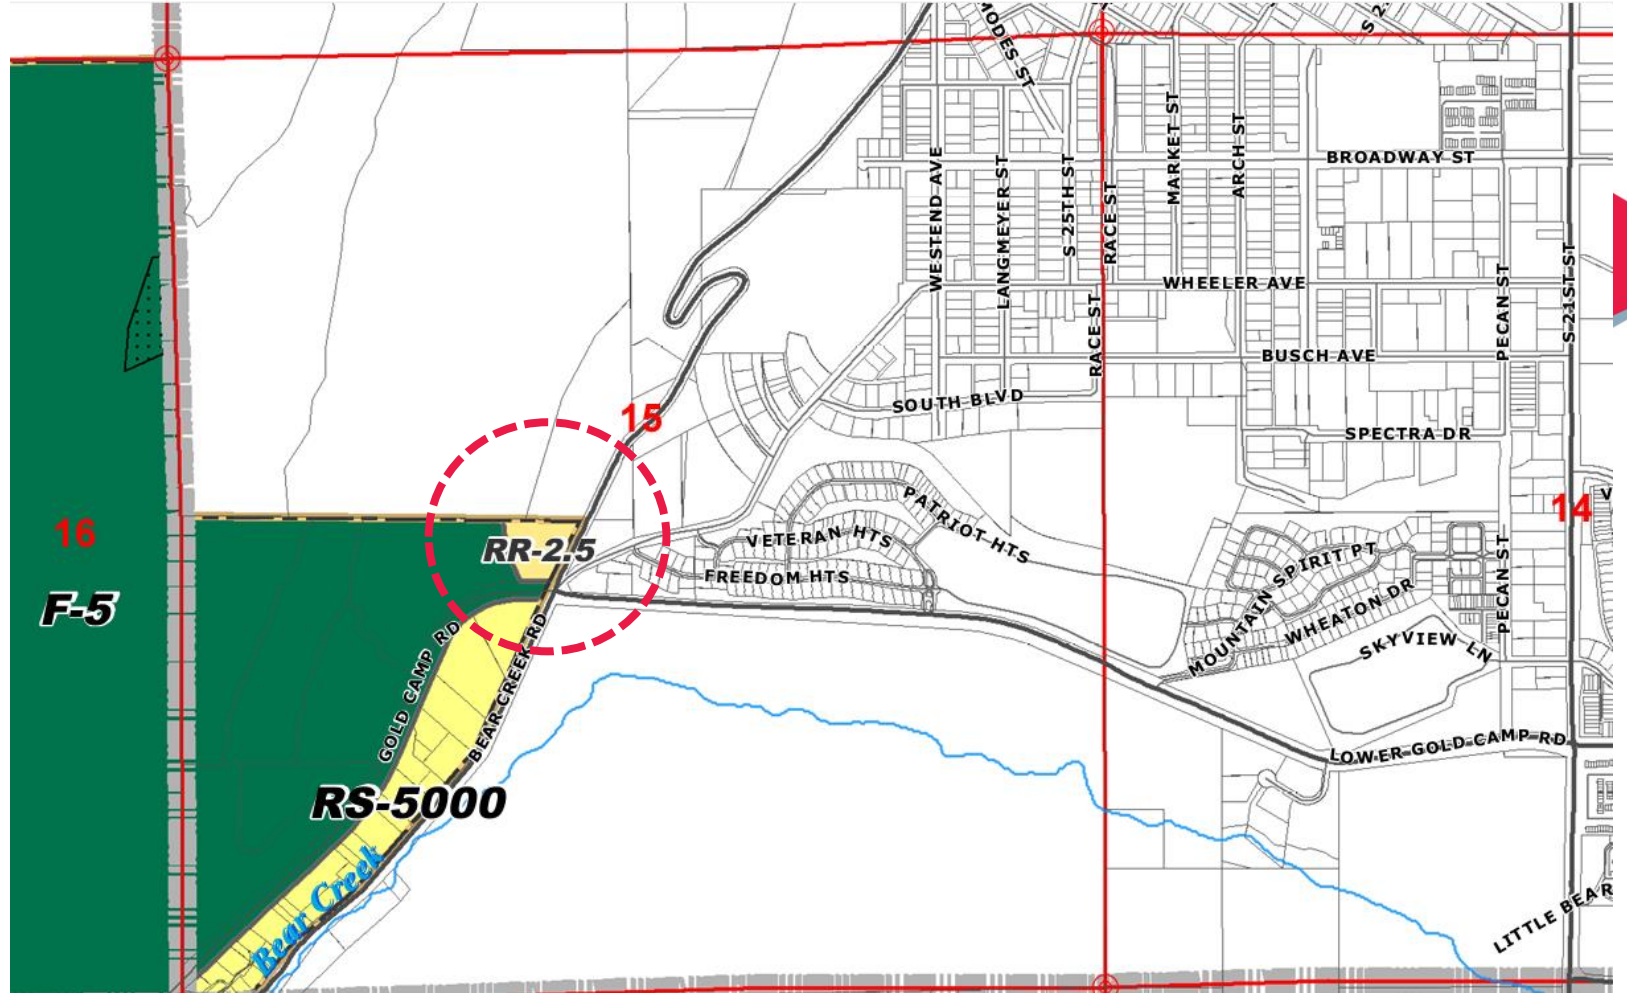 MODES ST
S 2
BROADWAY ST
WESTEND AVE
LANGMEYER ST
S 25TH ST
RACE ST
MARKET ST
ARCH ST
WHEELER AVE
PECAN ST
S 21ST ST
RACE ST
BUSCH AVE
SOUTH BLVD
15
SPECTRA DR
16
RR-2.5
PATRIOT HTS
VETERAN HTS
FREEDOM HTS
14
V
F-5
MOUNTAIN SPIRIT PT
WHEATON DR
PECAN ST
SKYVIEW LN
GOLD CAMP RD
BEAR CREEK RD
LOWER GOLD CAMP RD
RS-5000
Bear Creek
LITTLE BEAR